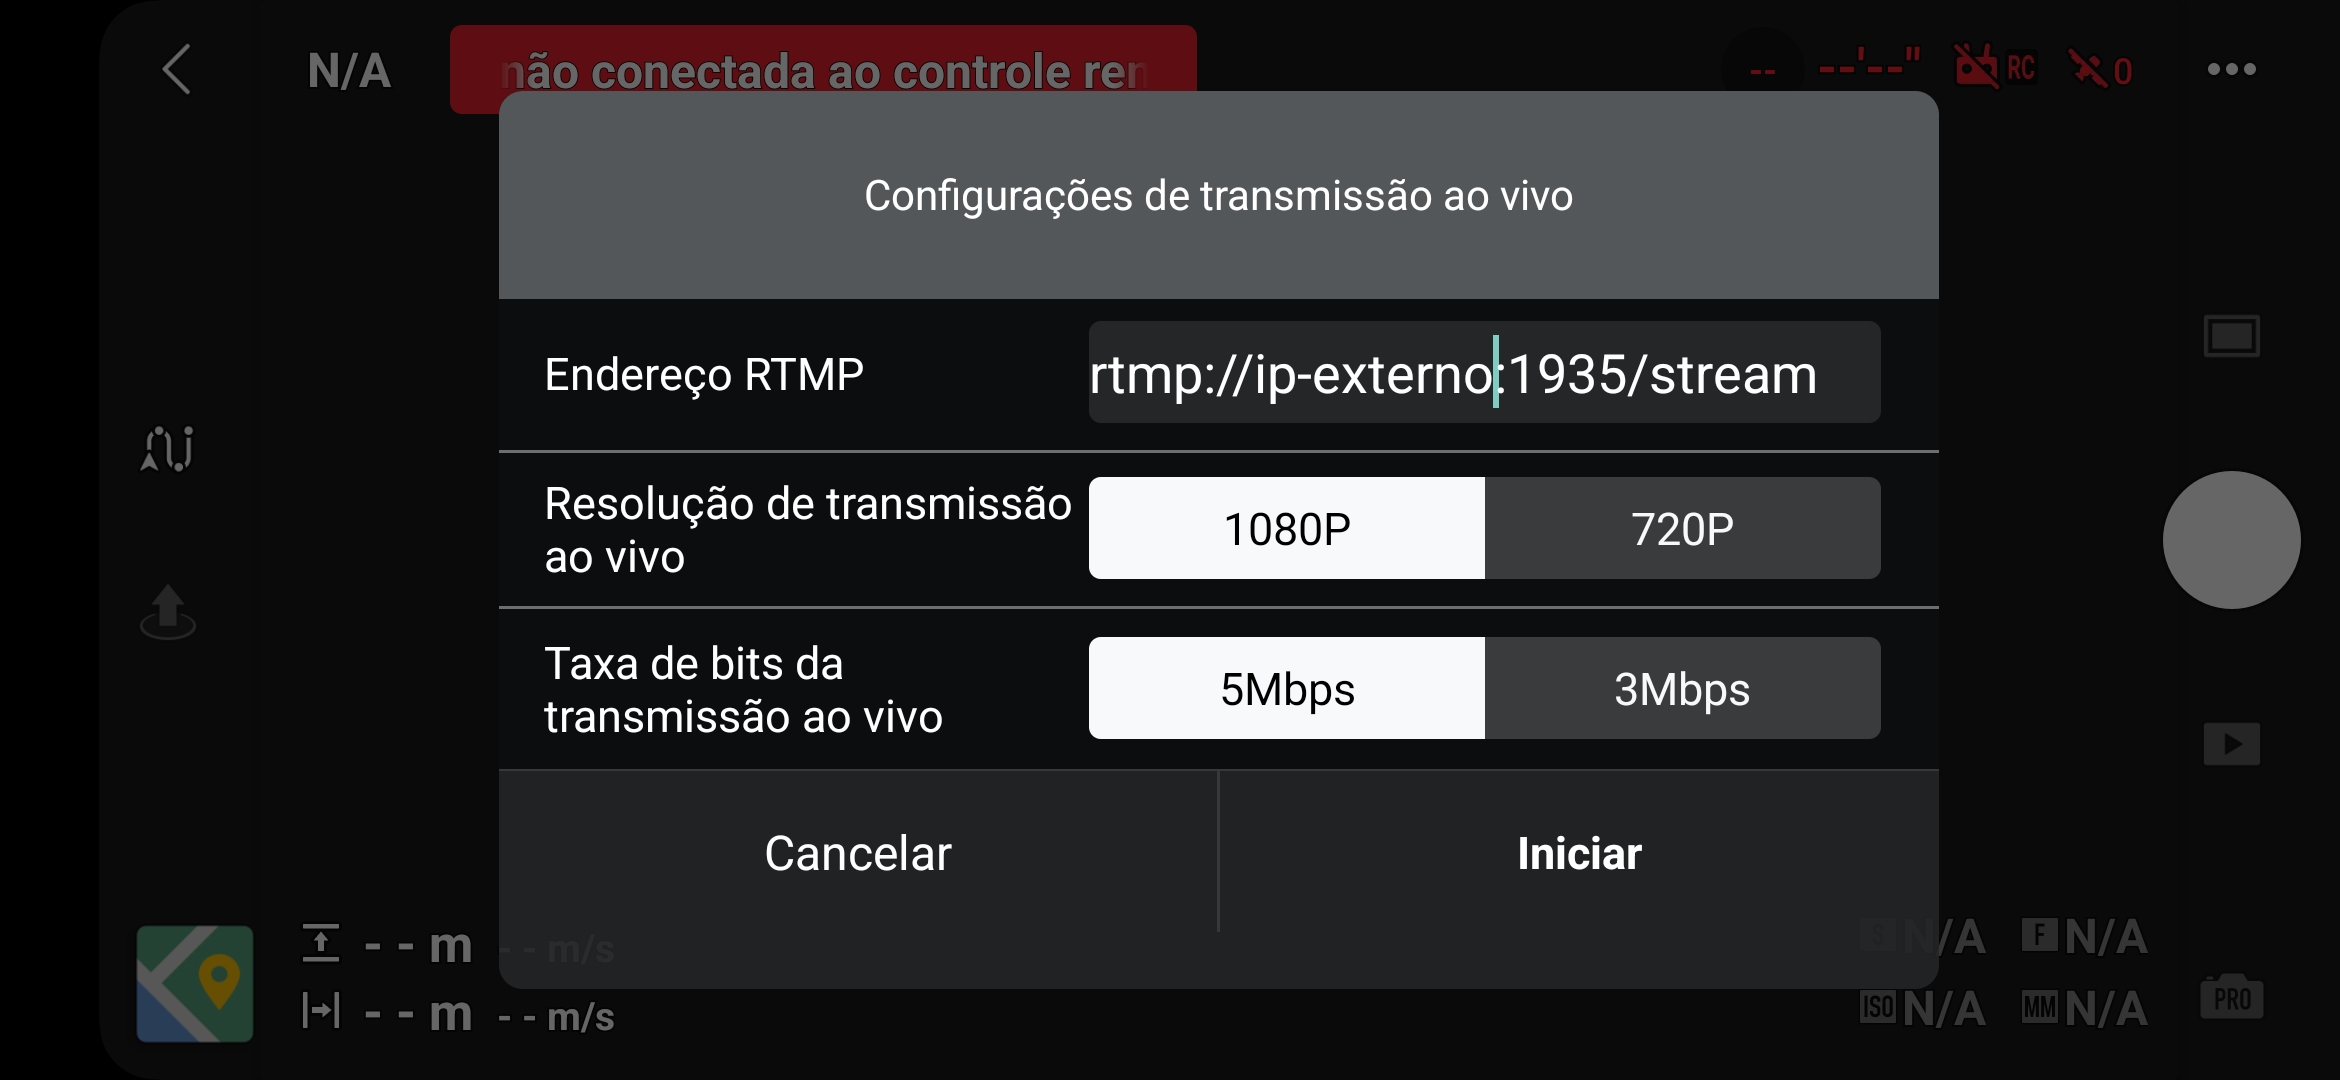 N/A
não conectada ao controle ren
--
--'--"
RC
0
Configurações de transmissão ao vivo
Endereço RTMP
rtmp://ip-externo:1935/stream
Resolução de transmissão
ao vivo
1080P
720P
Taxa de bits da
transmissão ao vivo
5Mbps
3Mbps
Cancelar
Iniciar
- - m
- - m/s
- - m
- - m/s
S N/A
F N/A
ISO N/A
MM N/A
PRO